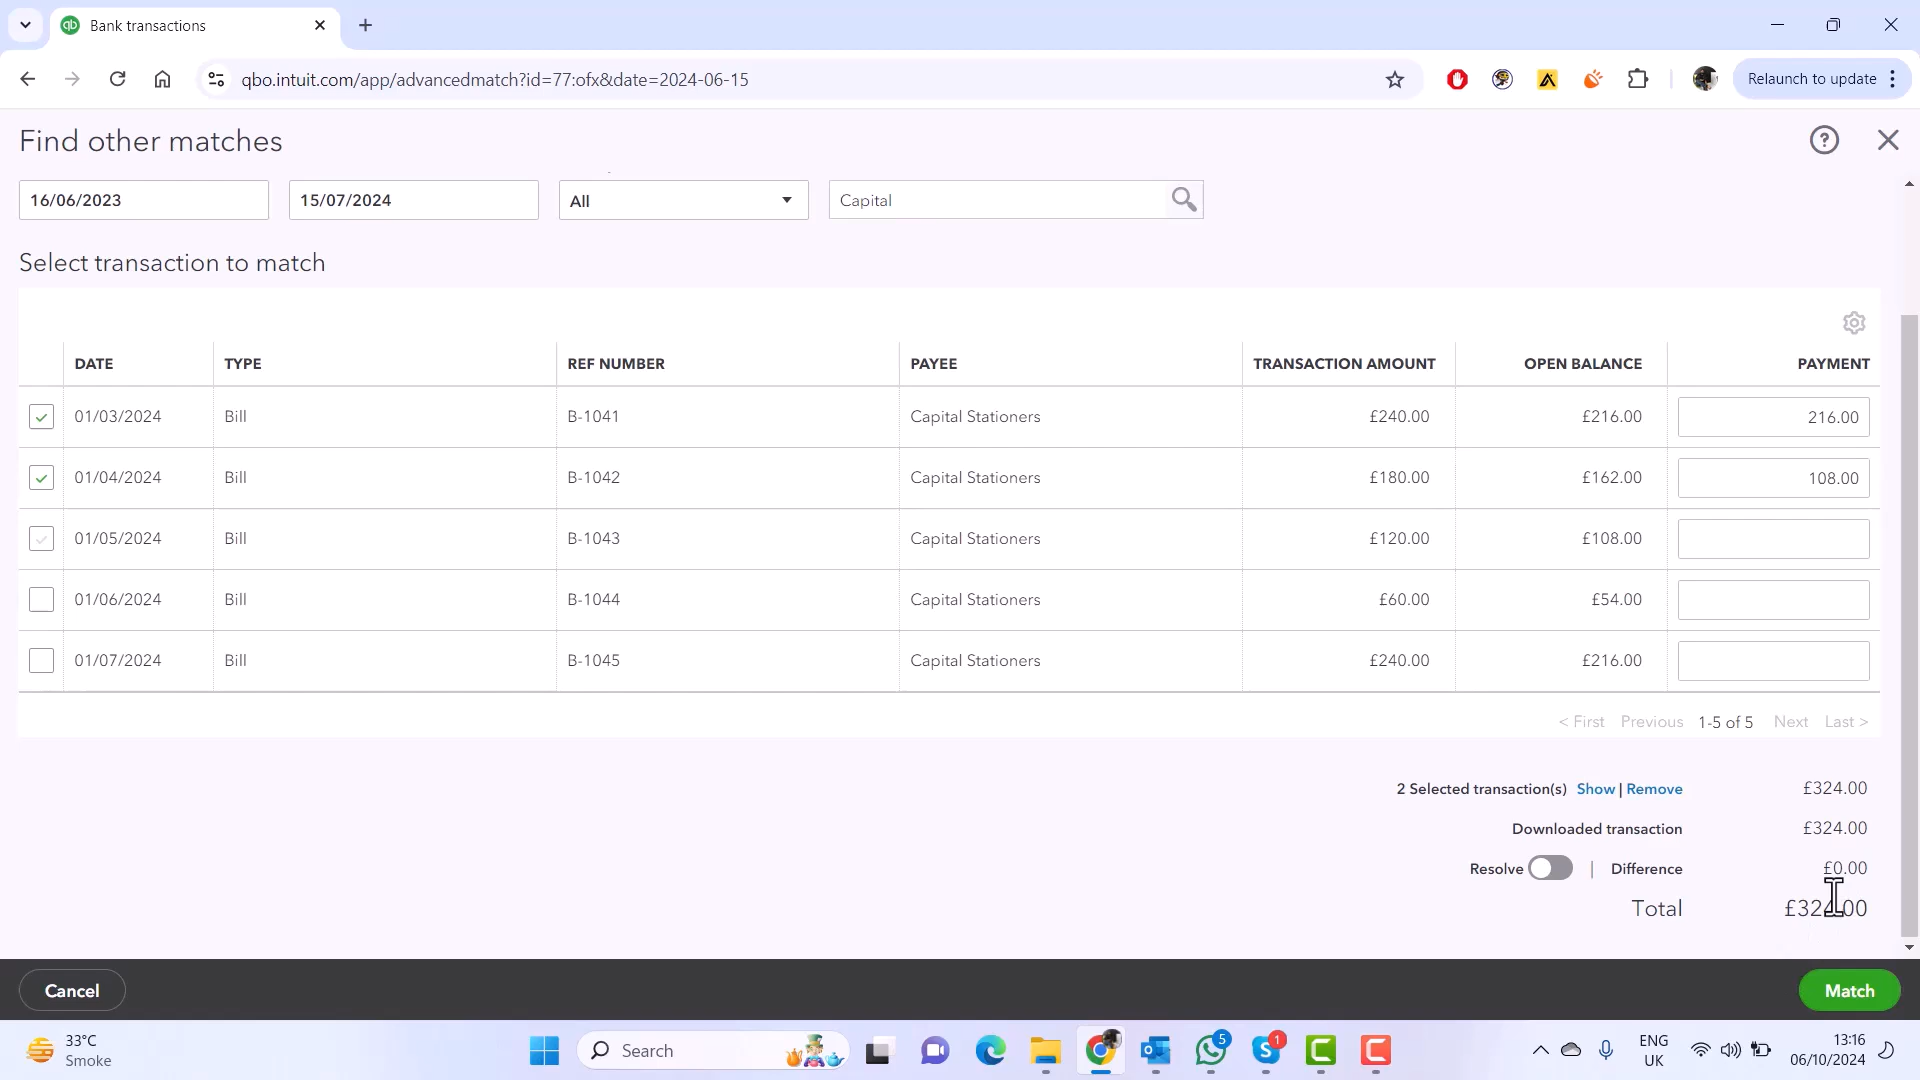 Bank transactions
qbo.intuit.com/app/advancedmatch?id=77:ofx&date=2024-06-15
Relaunch to update
Find other matches
16/06/2023 15/07/2024 All Capital
Select transaction to match
DATE TYPE REF NUMBER PAYEE TRANSACTION AMOUNT OPEN BALANCE PAYMENT
01/03/2024 Bill B-1041 Capital Stationers £240.00 £216.00 216.00
01/04/2024 Bill B-1042 Capital Stationers £180.00 £162.00 108.00
01/05/2024 Bill B-1043 Capital Stationers £120.00 £108.00
01/06/2024 Bill B-1044 Capital Stationers £60.00 £54.00
01/07/2024 Bill B-1045 Capital Stationers £240.00 £216.00
< First Previous 1-5 of 5 Next Last >
2 Selected transaction(s) Show | Remove £324.00
Downloaded transaction £324.00
Resolve | Difference £0.00
Total £324.00
Cancel Match
33°C
Smoke
Search
5
1
ENG
UK
13:16
06/10/2024